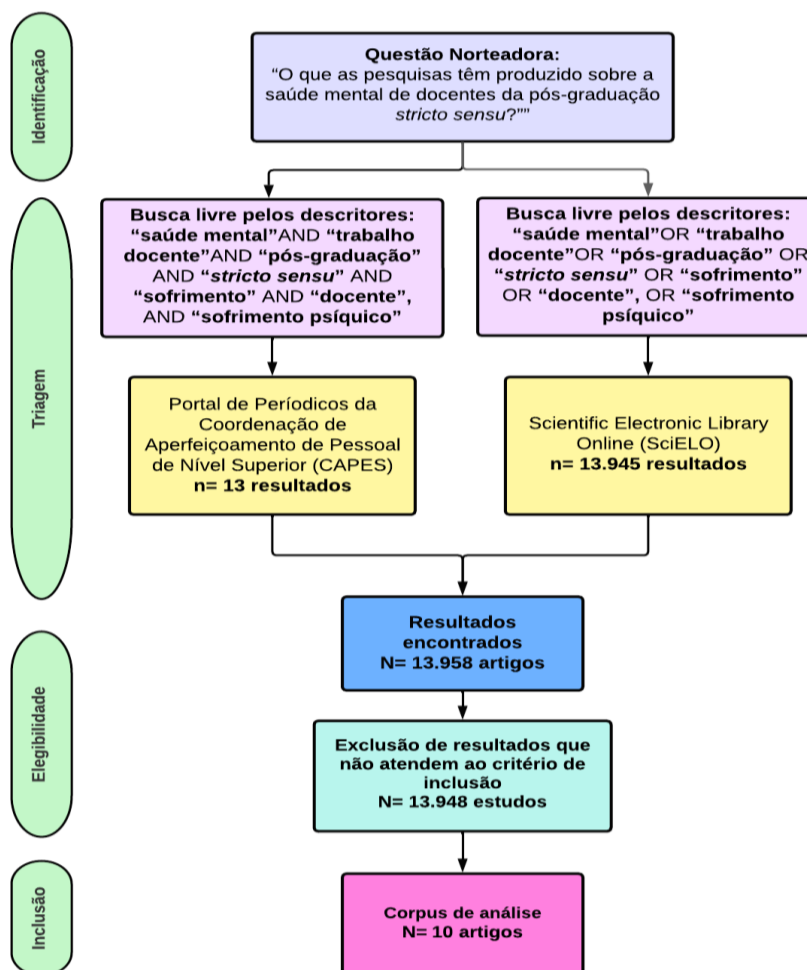 Identificação
Questão Norteadora:
“O que as pesquisas têm produzido sobre a
saúde mental de docentes da pós-graduação
stricto sensu?””
Triagem
Busca livre pelos descritores:
“saúde mental”AND “trabalho
docente”AND “pós-graduação”
AND “stricto sensu” AND
“sofrimento” AND “docente”,
AND “sofrimento psíquico”
Busca livre pelos descritores:
“saúde mental”OR “trabalho
docente”OR “pós-graduação” OR
“stricto sensu” OR “sofrimento”
OR “docente”, OR “sofrimento
psíquico”
Portal de Periódicos da
Coordenação de
Aperfeiçoamento de Pessoal
de Nível Superior (CAPES)
n= 13 resultados
Scientific Electronic Library
Online (SciELO)
n= 13.945 resultados
Resultados
encontrados
N= 13.958 artigos
Elegibilidade
Exclusão de resultados que
não atendem ao critério de
inclusão
N= 13.948 estudos
Inclusão
Corpus de análise
N= 10 artigos